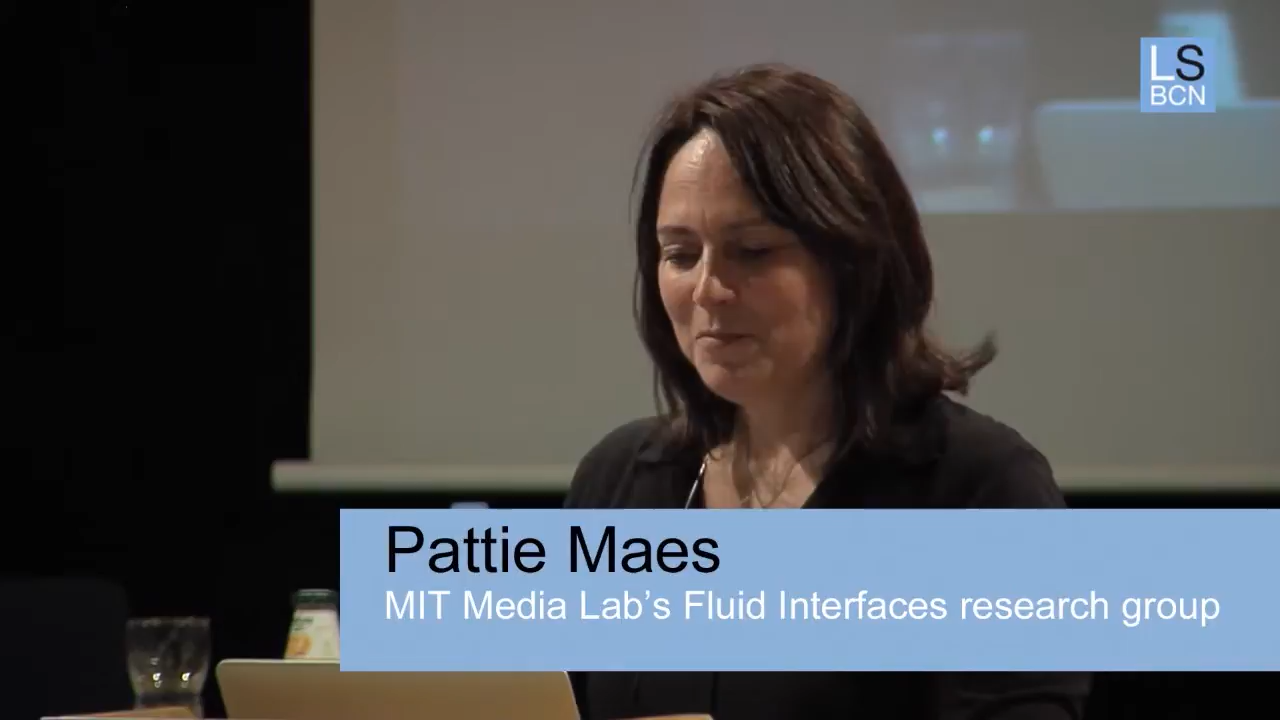 LS
BCN
Pattie Maes
MIT Media Lab’s Fluid Interfaces research group